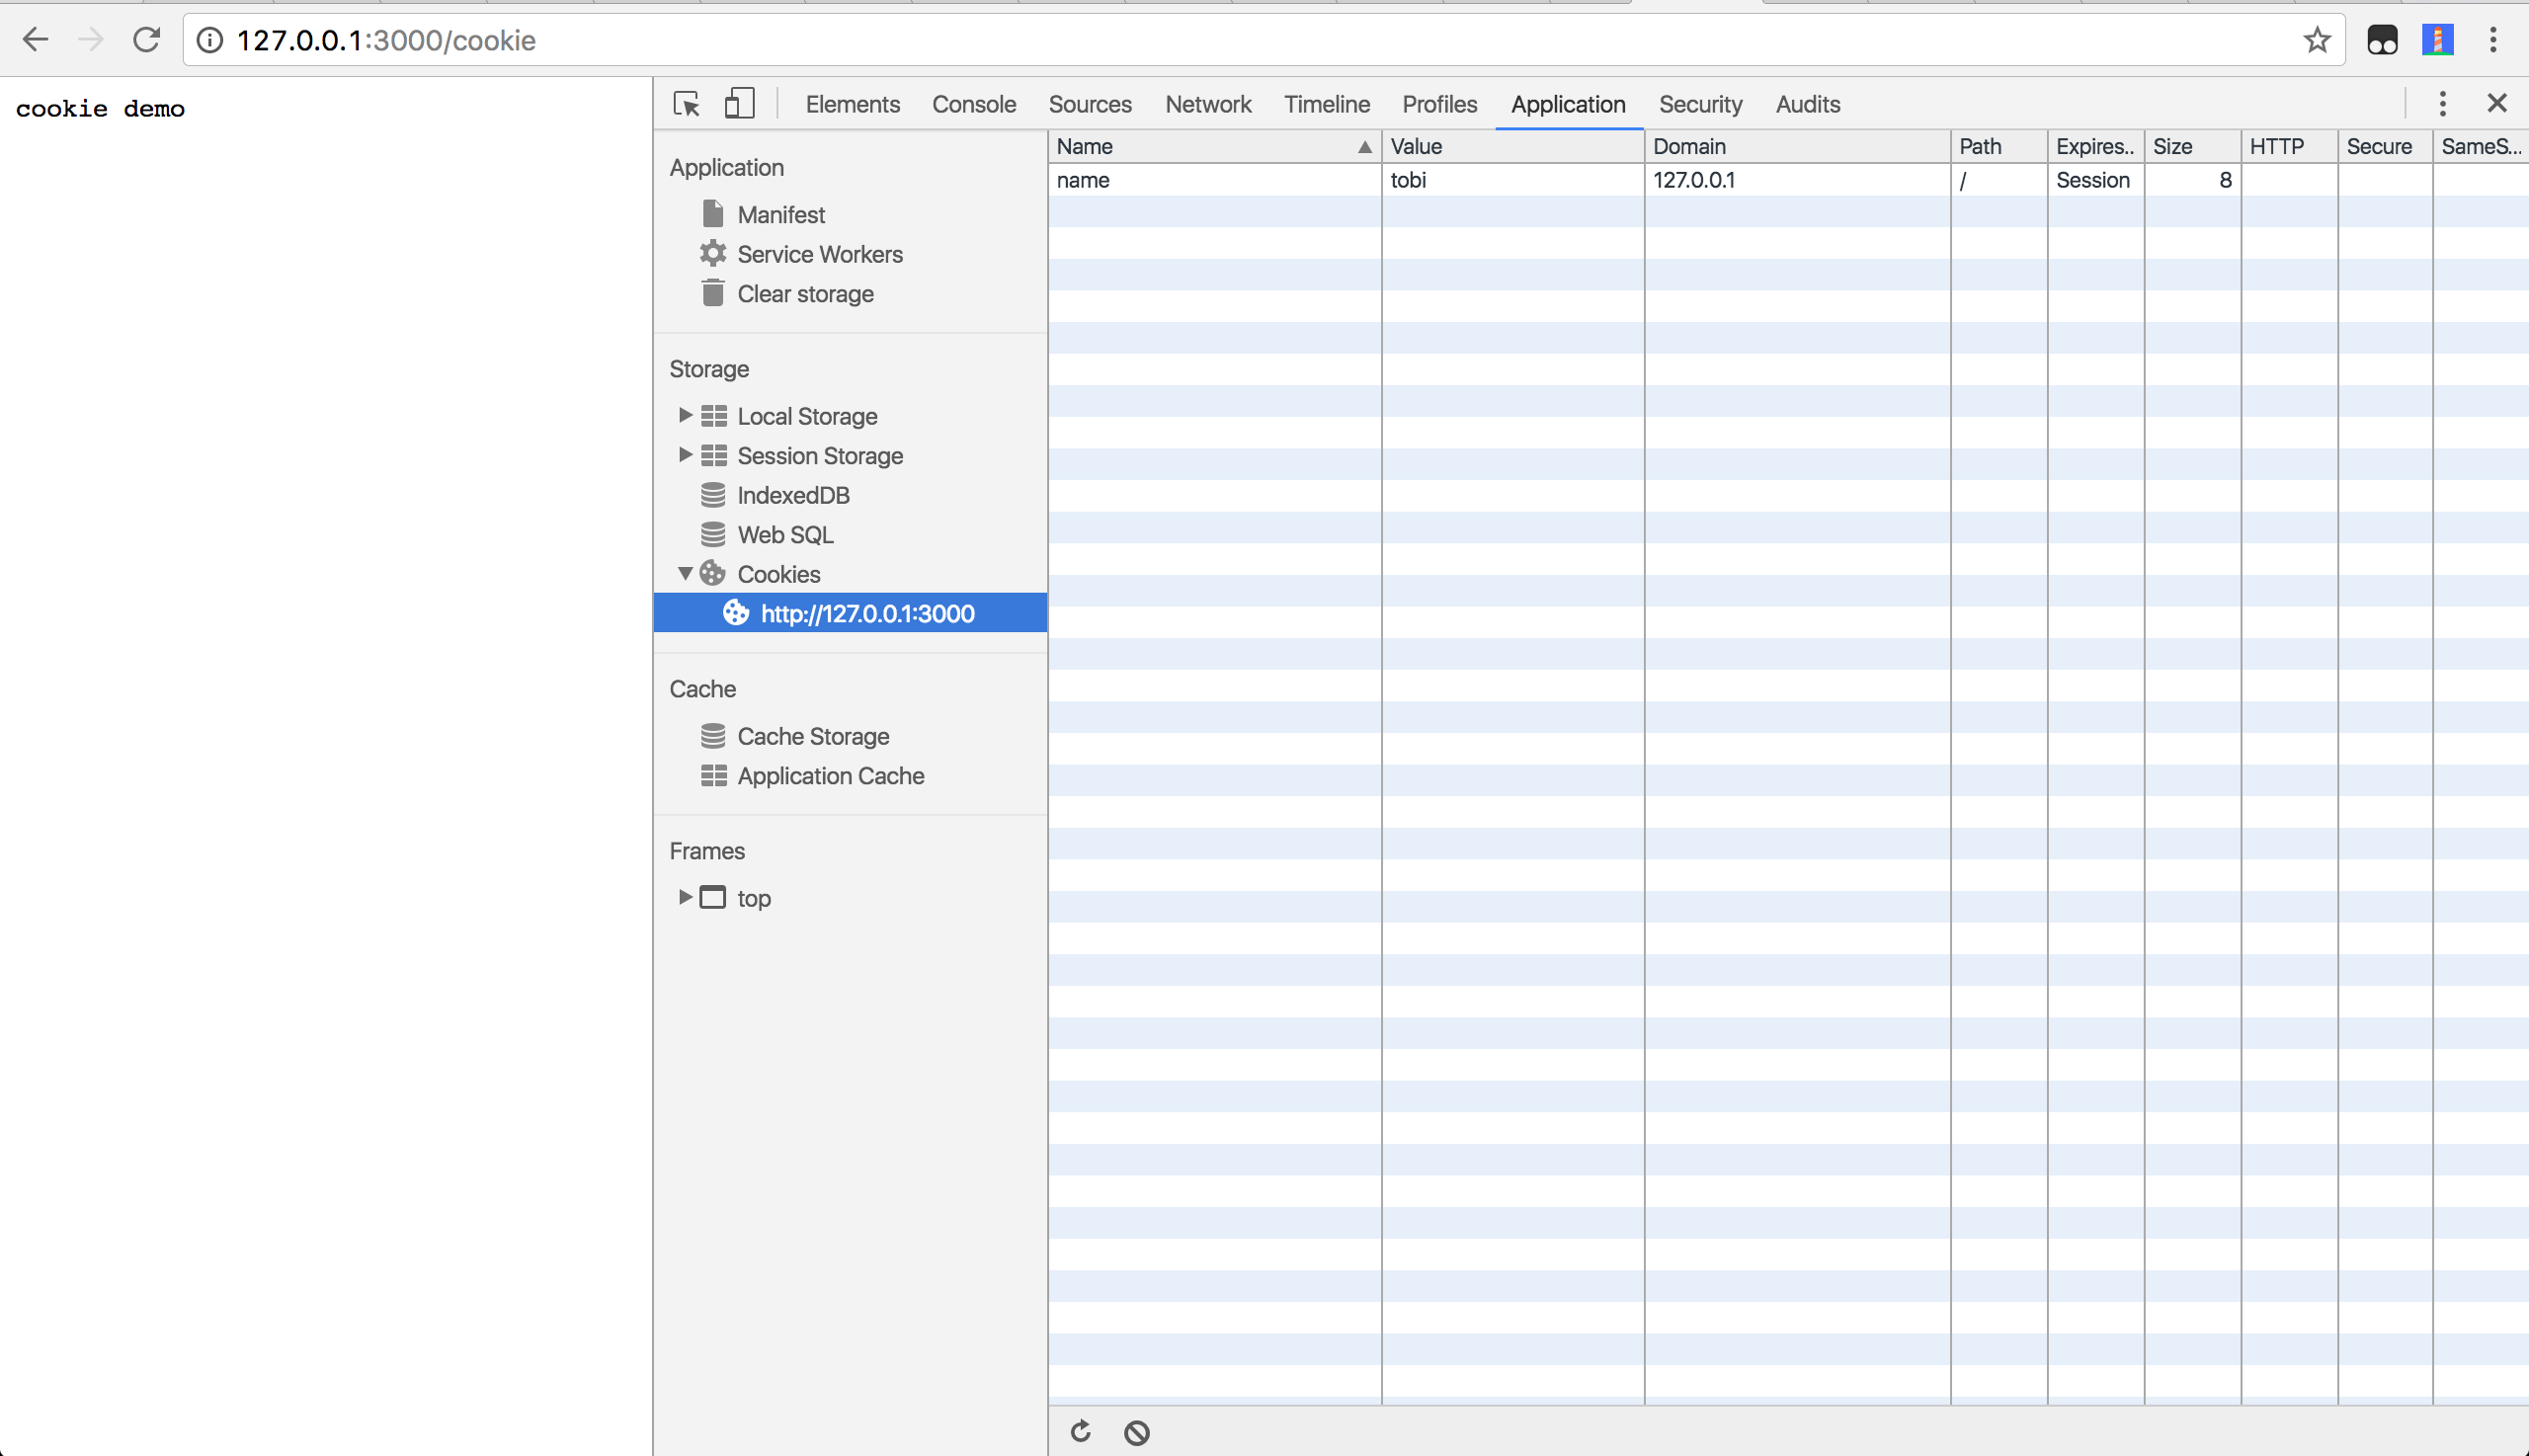 127.0.0.1:3000/cookie
cookie demo
Elements Console Sources Network Timeline Profiles Application Security Audits
Application
Manifest
Service Workers
Clear storage
Storage
Local Storage
Session Storage
IndexedDB
Web SQL
Cookies
http://127.0.0.1:3000
Cache
Cache Storage
Application Cache
Frames
top
Name Value Domain Path Expires.. Size HTTP Secure SameS...
name tobi 127.0.0.1 / Session 8